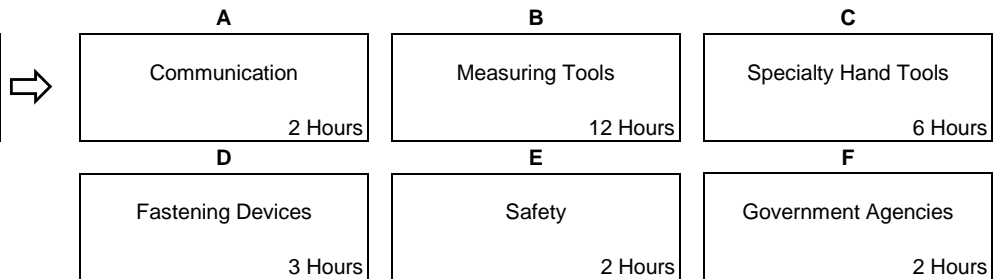 A B C
Communication Measuring Tools Specialty Hand Tools
2 Hours 12 Hours 6 Hours
D E F
Fastening Devices Safety Government Agencies
3 Hours 2 Hours 2 Hours